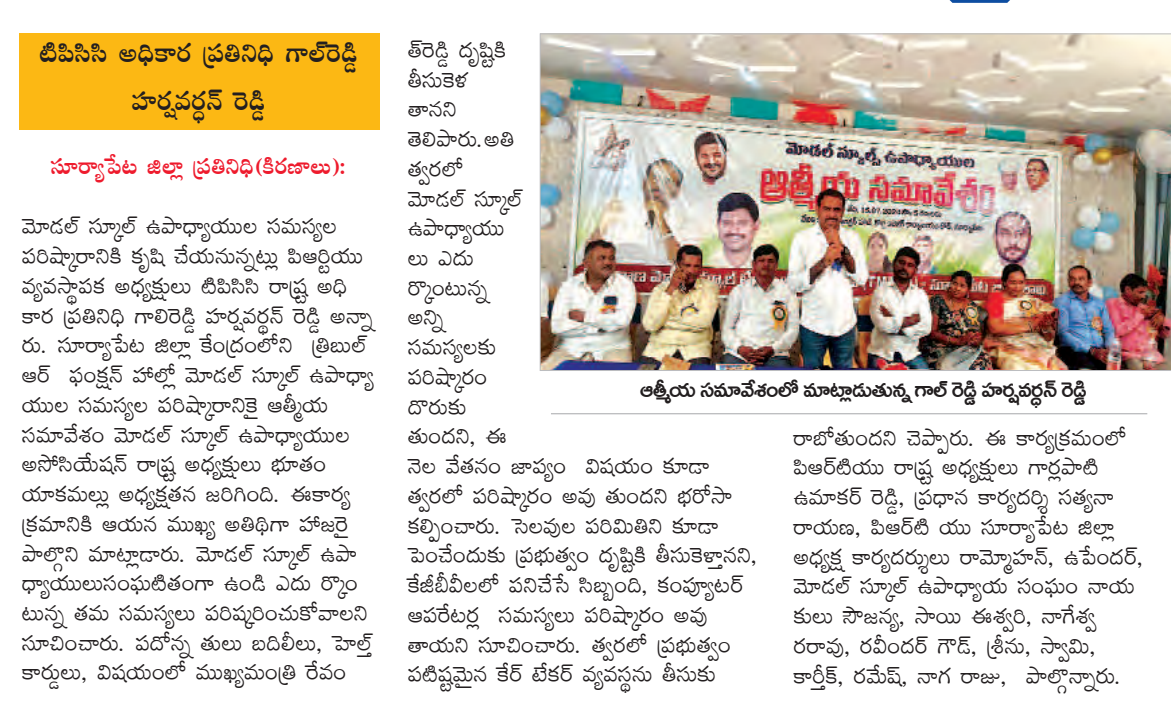 టిపిసిసి అధికార ప్రతినిధి గాల్‌రెడ్డి
హర్షవర్ధన్ రెడ్డి
సూర్యాపేట జిల్లా ప్రతినిధి(కిరణాలు):
మోడల్ స్కూల్ ఉపాధ్యాయుల సమస్యల
పరిష్కారానికి కృషి చేయనున్నట్లు పిఆర్టియు
వ్యవస్థాపక అధ్యక్షులు టిపిసిసి రాష్ట్ర అధి
కార ప్రతినిధి గాలిరెడ్డి హర్షవర్థన్ రెడ్డి అన్నా
రు. సూర్యాపేట జిల్లా కేంద్రంలోని త్రిబుల్
ఆర్ ఫంక్షన్ హాల్లో మోడల్ స్కూల్ ఉపాధ్యా
యుల సమస్యల పరిష్కారానికై ఆత్మీయ
సమావేశం మోడల్ స్కూల్ ఉపాధ్యాయుల
అసోసియేషన్ రాష్ట్ర అధ్యక్షులు భూతం
యాకమల్లు అధ్యక్షతన జరిగింది. ఈకార్య
క్రమానికి ఆయన ముఖ్య అతిథిగా హాజరై
పాల్గొని మాట్లాడారు. మోడల్ స్కూల్ ఉపా
ధ్యాయులుసంఘటితంగా ఉండి ఎదు ర్కొం
టున్న తమ సమస్యలు పరిష్కరించుకోవాలని
సూచించారు. పదోన్న తులు బదిలీలు, హెల్త్
కార్డులు, విషయంలో ముఖ్యమంత్రి రేవం
త్‌రెడ్డి దృష్టికి
తీసుకెళ
తానని
తెలిపారు.అతి
త్వరలో
మోడల్ స్కూల్
ఉపాధ్యాయు
లు ఎదు
ర్కొంటున్న
అన్ని
సమస్యలకు
పరిష్కారం
దొరుకు
తుందని, ఈ
నెల వేతనం జాప్యం విషయం కూడా
త్వరలో పరిష్కారం అవు తుందని భరోసా
కల్పించారు. సెలవుల పరిమితిని కూడా
పెంచేందుకు ప్రభుత్వం దృష్టికి తీసుకెళ్తానని,
కేజీబీవీలలో పనిచేసే సిబ్బంది, కంప్యూటర్
ఆపరేటర్ల సమస్యలు పరిష్కారం అవు
తాయని సూచించారు. త్వరలో ప్రభుత్వం
పటిష్టమైన కేర్ టేకర్ వ్యవస్థను తీసుకు
మోడల్ స్కూల్స్ ఉపాధ్యాయుల
ఆత్మీయ సమావేశం
ఆత్మీయ సమావేశంలో మాట్లాడుతున్న గాల్ రెడ్డి హర్షవర్ధన్ రెడ్డి
రాబోతుందని చెప్పారు. ఈ కార్యక్రమంలో
పిఆర్‌టియు రాష్ట్ర అధ్యక్షులు గార్లపాటి
ఉమాకర్ రెడ్డి, ప్రధాన కార్యదర్శి సత్యనా
రాయణ, పిఆర్‌టి యు సూర్యాపేట జిల్లా
అధ్యక్ష కార్యదర్శులు రామ్మోహన్, ఉపేందర్,
మోడల్ స్కూల్ ఉపాధ్యాయ సంఘం నాయ
కులు సౌజన్య, సాయి ఈశ్వరి, నాగేశ్వ
రరావు, రవీందర్ గౌడ్, శ్రీను, స్వామి,
కార్తీక్, రమేష్, నాగ రాజు, పాల్గొన్నారు.